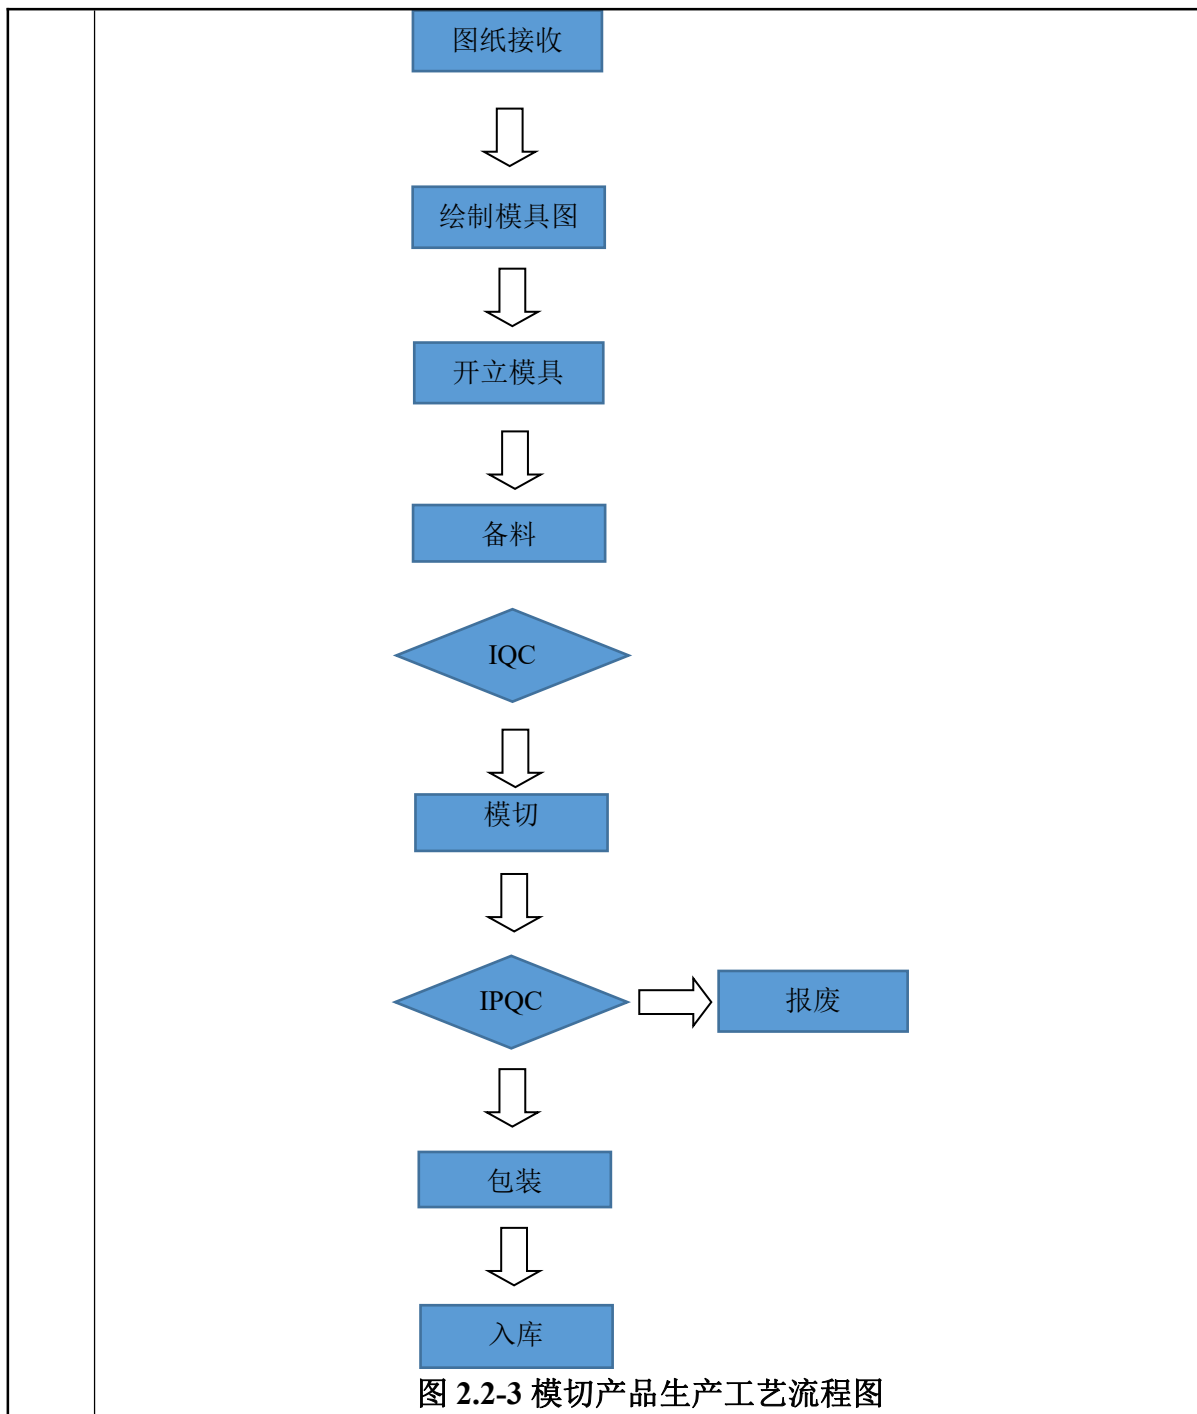 图纸接收
绘制模具图
开立模具
备料
IQC
模切
IPQC
报废
包装
入库
图 2.2-3 模切产品生产工艺流程图